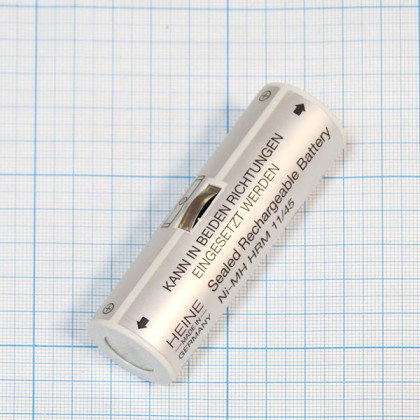 KANN IN BEIDEN RICHTUNGEN
EINGESETZT WERDEN
Sealed Rechargeable Battery
Ni-MH HRM 11/45
HEINE
MADE IN
GERMANY